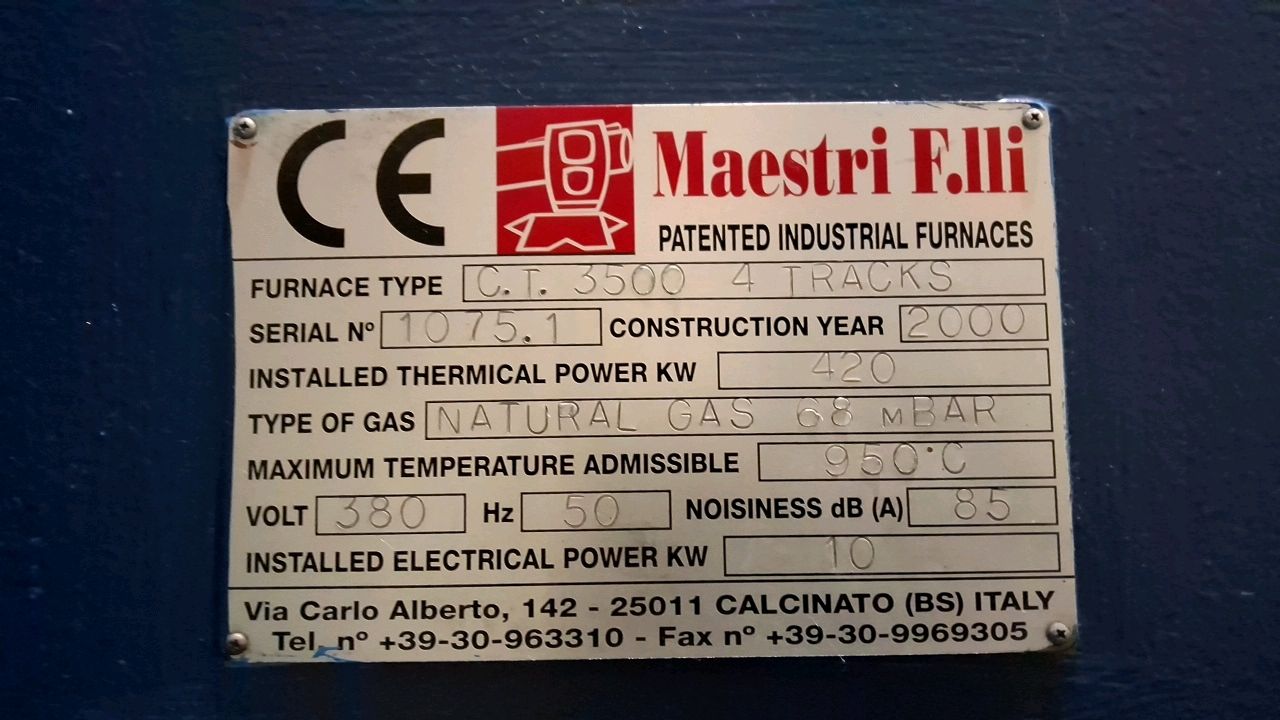 CE Maestri F.lli
PATENTED INDUSTRIAL FURNACES
FURNACE TYPE C.T. 3500 4 TRACKS
SERIAL Nº 1075.1 CONSTRUCTION YEAR 2000
INSTALLED THERMICAL POWER KW 420
TYPE OF GAS NATURAL GAS 68 MBAR
MAXIMUM TEMPERATURE ADMISSIBLE 950°C
VOLT 380 Hz 50 NOISINESS dB (A) 85
INSTALLED ELECTRICAL POWER KW 10
Via Carlo Alberto, 142 - 25011 CALCINATO (BS) ITALY
Tel. nº +39-30-963310 - Fax nº +39-30-9969305